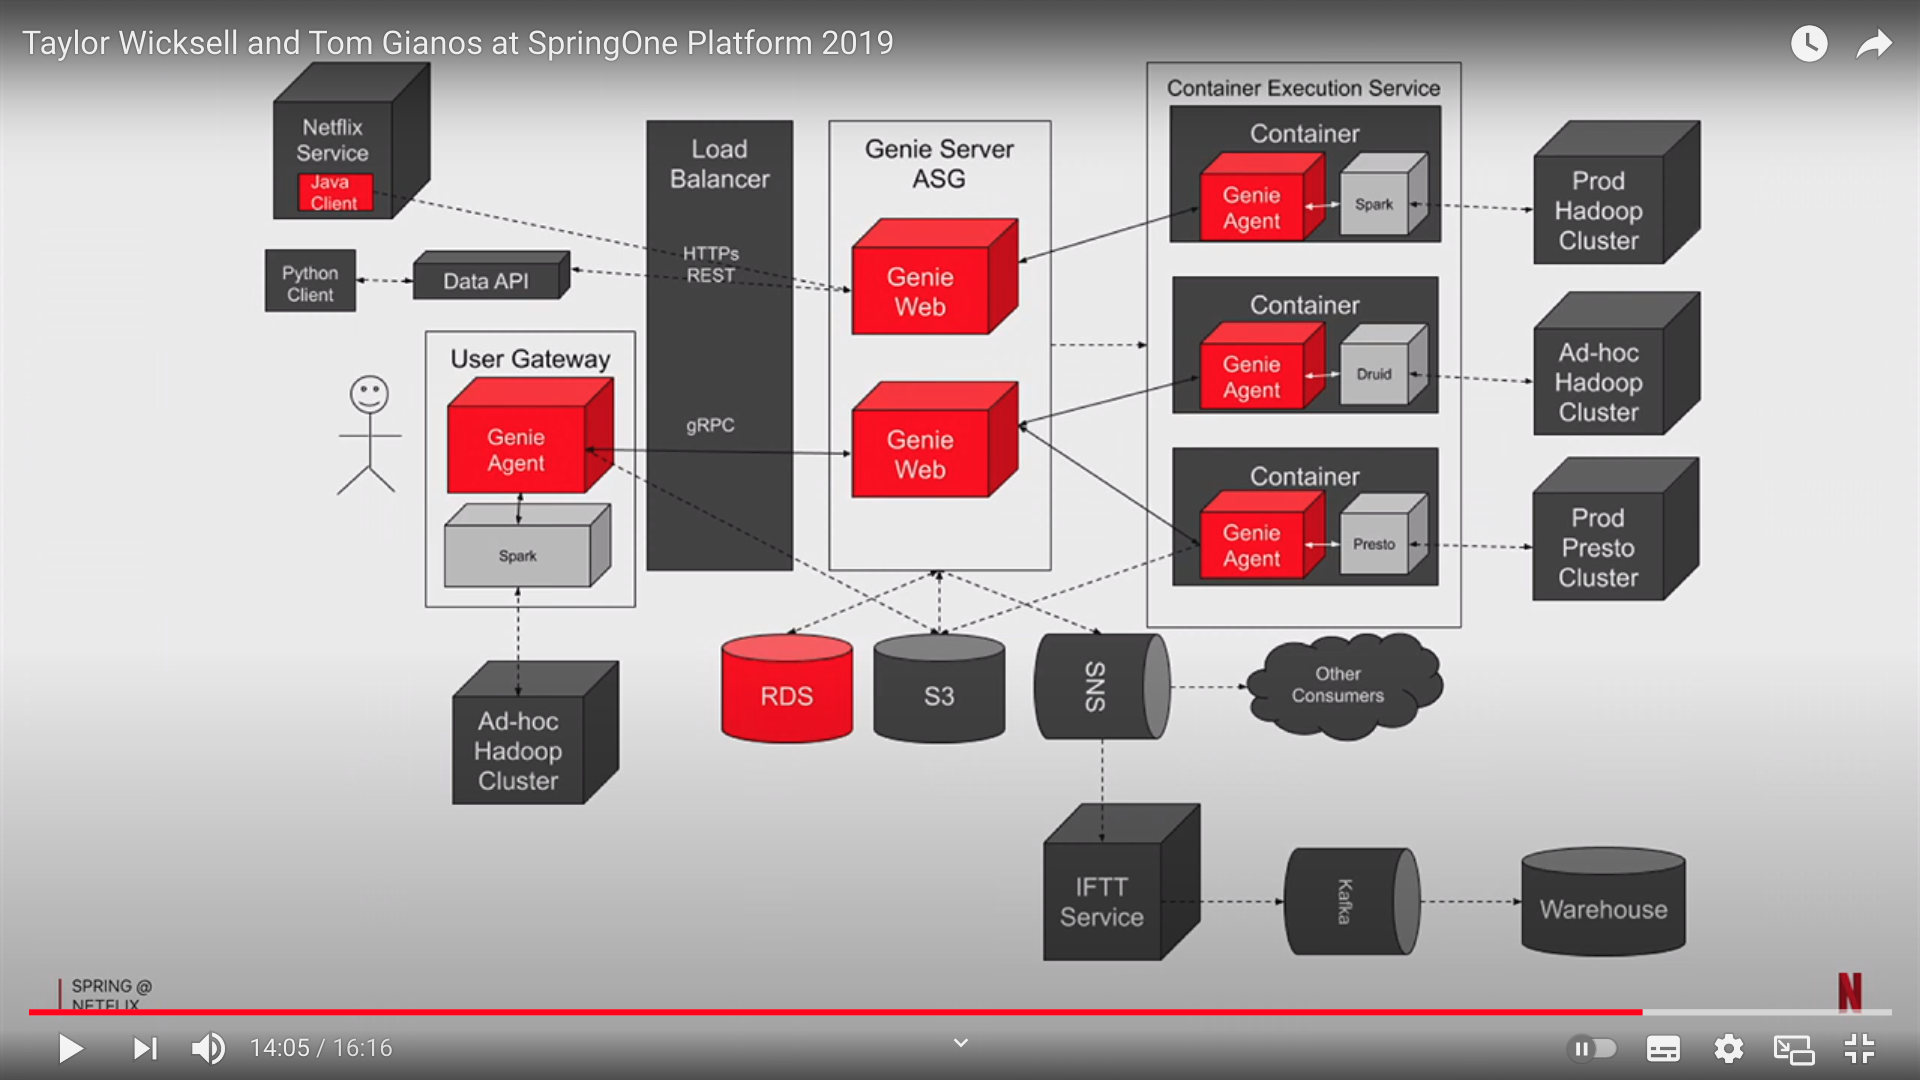 Taylor Wicksell and Tom Gianos at SpringOne Platform 2019
Netflix
Service
Java
Client
Python
Client
Data API
User Gateway
Genie
Agent
Spark
Ad-hoc
Hadoop
Cluster
Load
Balancer
HTTPs
REST
gRPC
Genie Server
ASG
Genie
Web
Genie
Web
Container Execution Service
Container
Genie
Agent
Spark
Container
Genie
Agent
Druid
Container
Genie
Agent
Presto
Prod
Hadoop
Cluster
Ad-hoc
Hadoop
Cluster
Prod
Presto
Cluster
RDS
S3
SNS
Other
Consumers
IFTT
Service
Kafka
Warehouse
SPRING @
NETFLIX
N
14:05 / 16:16